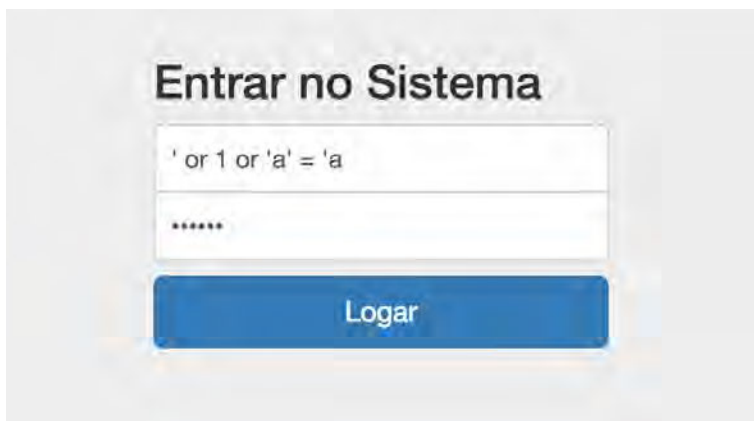 Entrar no Sistema
' or 1 or 'a' = 'a
••••••
Logar